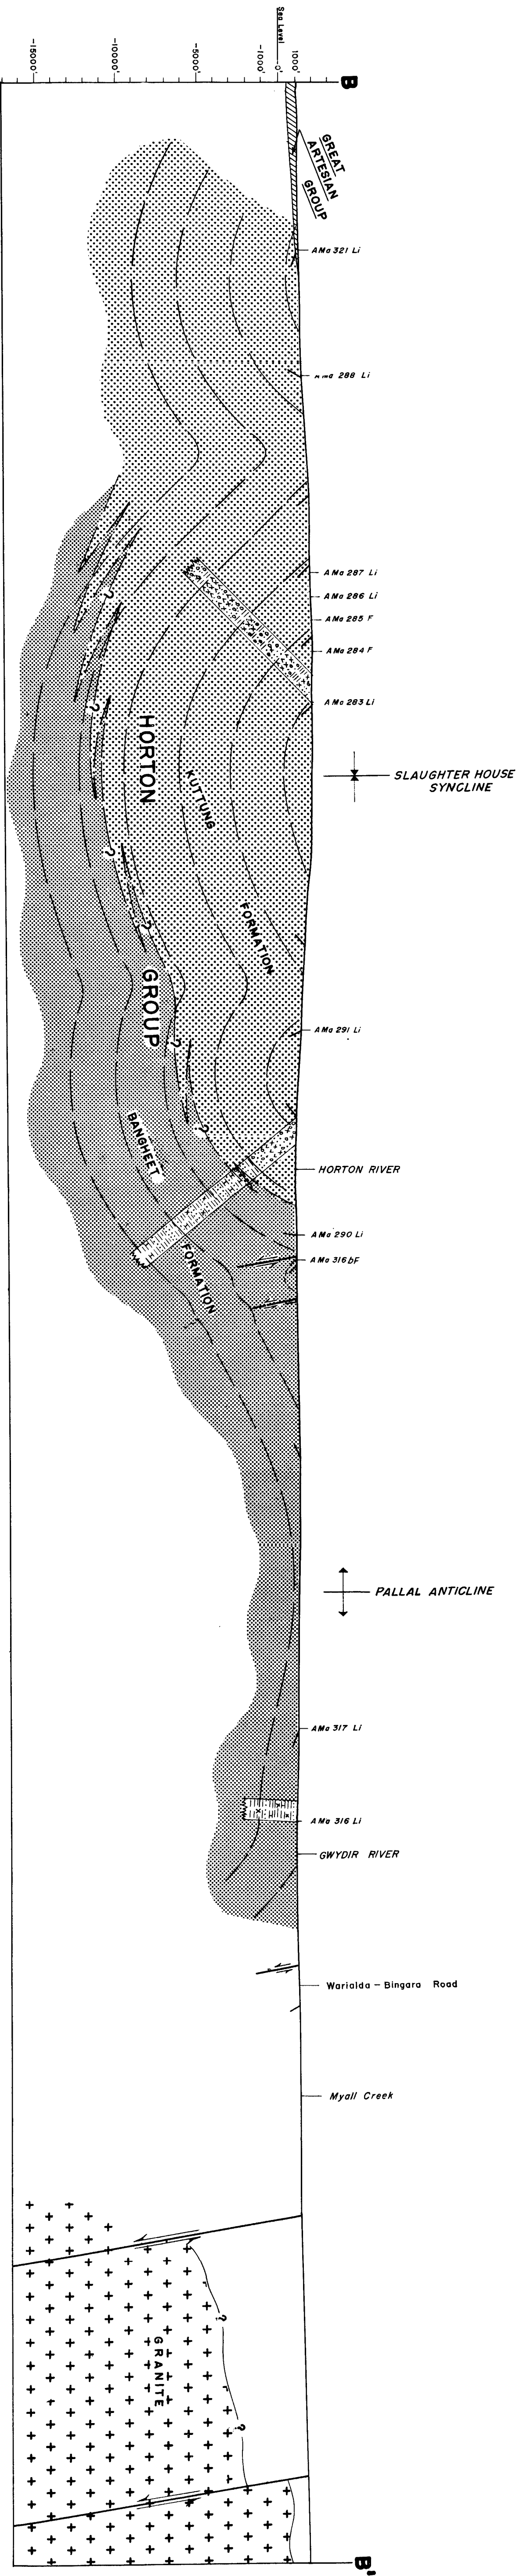 B
Sea Level
1000'
0'
-1000'
-5000'
-10000'
-15000'
GREAT
ARTESIAN
GROUP
AMa 321 Li
288 Li
AMa 287 Li
AMa 286 Li
AMa 285 F
AMa 284 F
AMa 283 Li
SLAUGHTER HOUSE
SYNCLINE
HORTON
GROUP
KUTTUNG
FORMATION
?
?
?
?
?
?
AMa 291 Li
HORTON RIVER
AMa 290 Li
AMa 316bF
BANGHEET
FORMATION
PALLAL ANTICLINE
AMa 317 Li
AMa 316 Li
GWYDIR RIVER
Warialda - Bingara Road
Myall Creek
?
?
GRANITE
B'